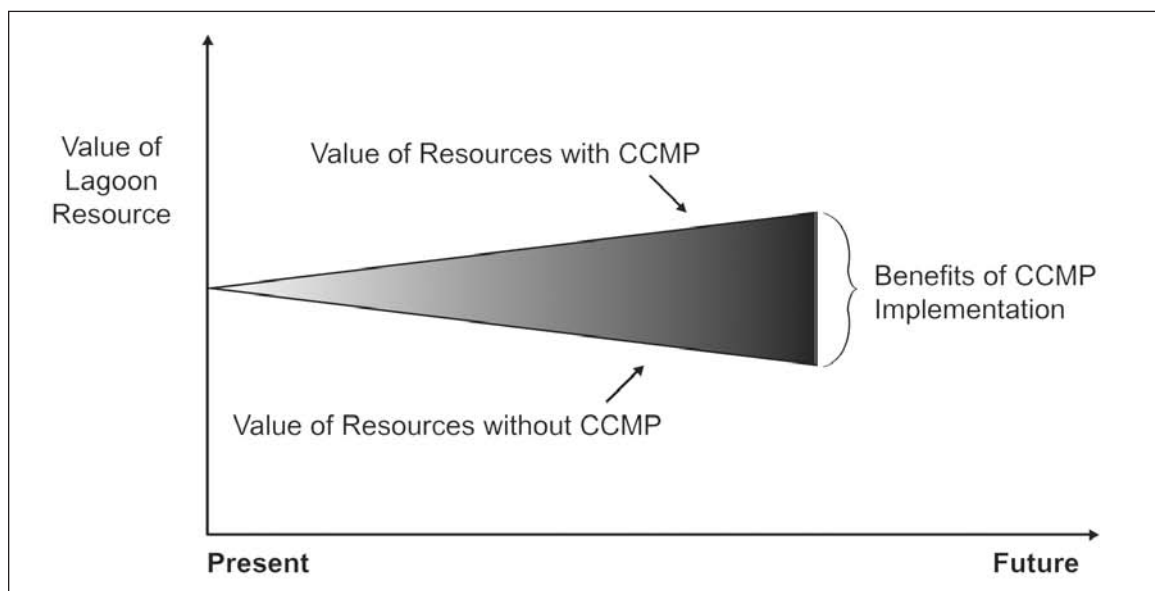 Value of
Lagoon
Resource
Value of Resources with CCMP
Benefits of CCMP
Implementation
Value of Resources without CCMP
Present
Future